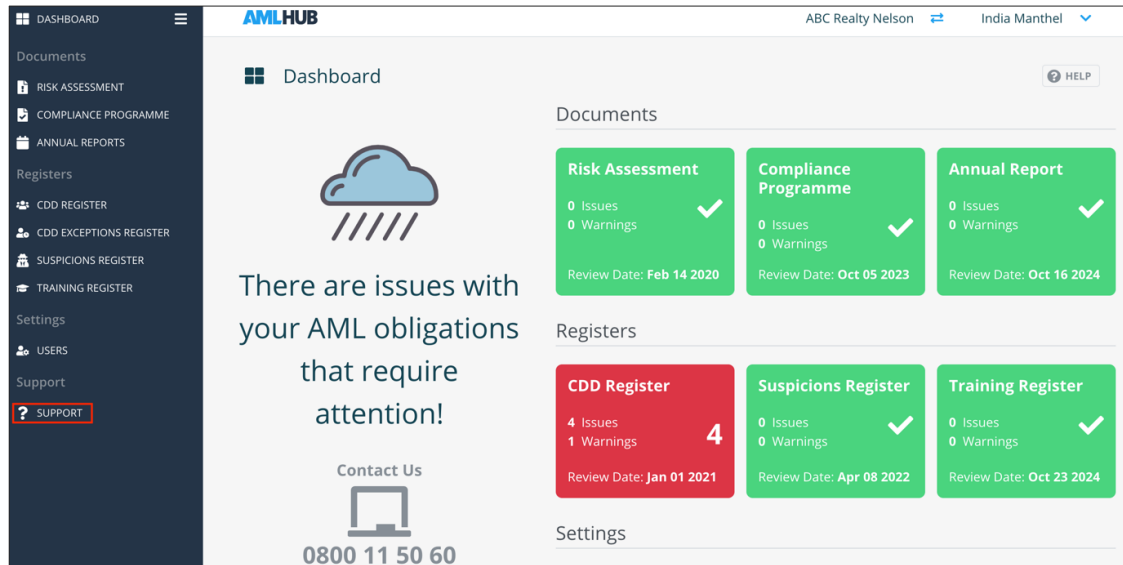 DASHBOARD
Documents
RISK ASSESSMENT
COMPLIANCE PROGRAMME
ANNUAL REPORTS
Registers
CDD REGISTER
CDD EXCEPTIONS REGISTER
SUSPICIONS REGISTER
TRAINING REGISTER
Settings
USERS
Support
? SUPPORT
AMLHUB
ABC Realty Nelson
India Manthel
Dashboard
? HELP
There are issues with
your AML obligations
that require
attention!
Contact Us
0800 11 50 60
Documents
Risk Assessment
0 Issues
0 Warnings
Review Date: Feb 14 2020
Compliance
Programme
0 Issues
0 Warnings
Review Date: Oct 05 2023
Annual Report
0 Issues
0 Warnings
Review Date: Oct 16 2024
Registers
CDD Register
4 Issues
1 Warnings
4
Review Date: Jan 01 2021
Suspicions Register
0 Issues
0 Warnings
Review Date: Apr 08 2022
Training Register
0 Issues
0 Warnings
Review Date: Oct 23 2024
Settings